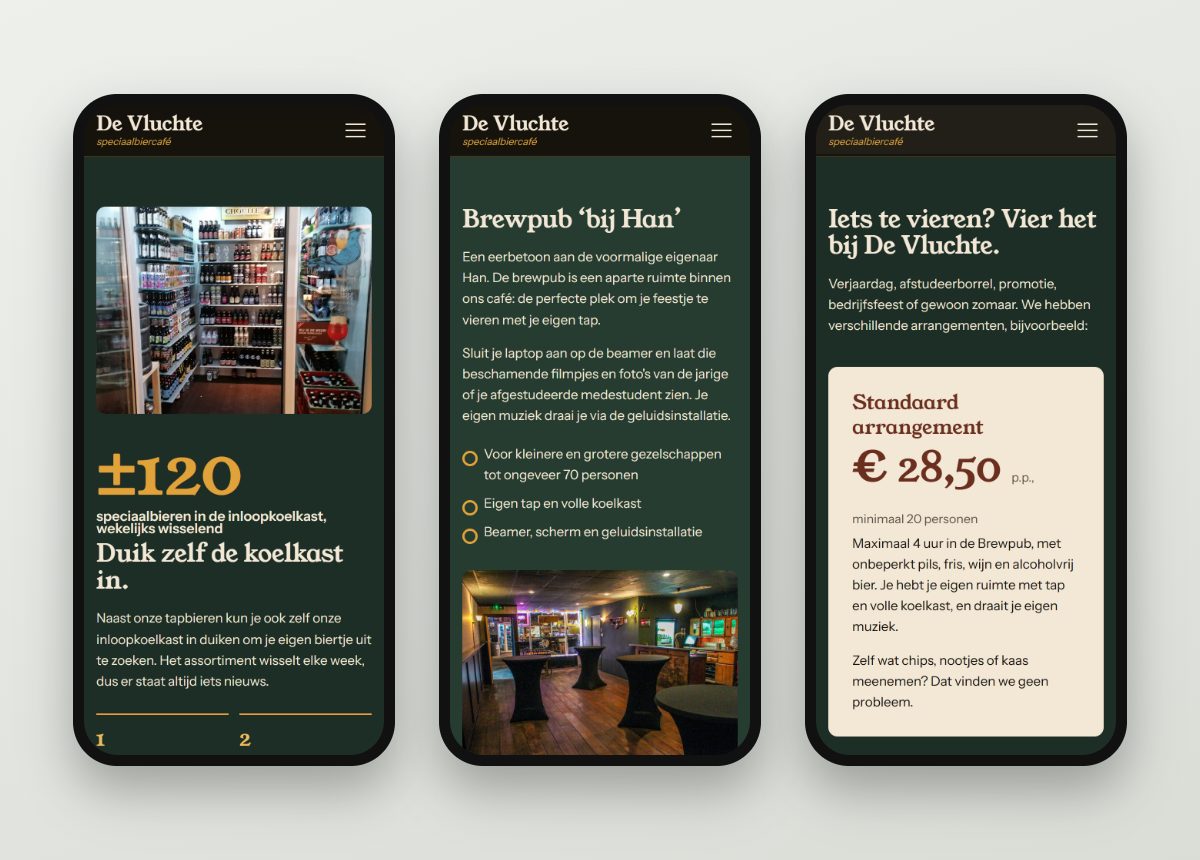 De Vluchte
speciaalbiercafé
±120
speciaalbieren in de inloopkoelkast,
wekelijks wisselend
Duik zelf de koelkast
in.
Naast onze tapbieren kun je ook zelf onze
inloopkoelkast in duiken om je eigen biertje uit
te zoeken. Het assortiment wisselt elke week,
dus er staat altijd iets nieuws.
1
2
De Vluchte
speciaalbiercafé
Brewpub ‘bij Han’
Een eerbetoon aan de voormalige eigenaar
Han. De brewpub is een aparte ruimte binnen
ons café: de perfecte plek om je feestje te
vieren met je eigen tap.
Sluit je laptop aan op de beamer en laat die
beschamende filmpjes en foto's van de jarige
of je afgestudeerde medestudent zien. Je
eigen muziek draai je via de geluidsinstallatie.
Voor kleinere en grotere gezelschappen
tot ongeveer 70 personen
Eigen tap en volle koelkast
Beamer, scherm en geluidsinstallatie
De Vluchte
speciaalbiercafé
Iets te vieren? Vier het
bij De Vluchte.
Verjaardag, afstudeerborrel, promotie,
bedrijfsfeest of gewoon zomaar. We hebben
verschillende arrangementen, bijvoorbeeld:
Standaard
arrangement
€ 28,50 p.p.,
minimaal 20 personen
Maximaal 4 uur in de Brewpub, met
onbeperkt pils, fris, wijn en alcoholvrij
bier. Je hebt je eigen ruimte met tap
en volle koelkast, en draait je eigen
muziek.
Zelf wat chips, nootjes of kaas
meenemen? Dat vinden we geen
probleem.